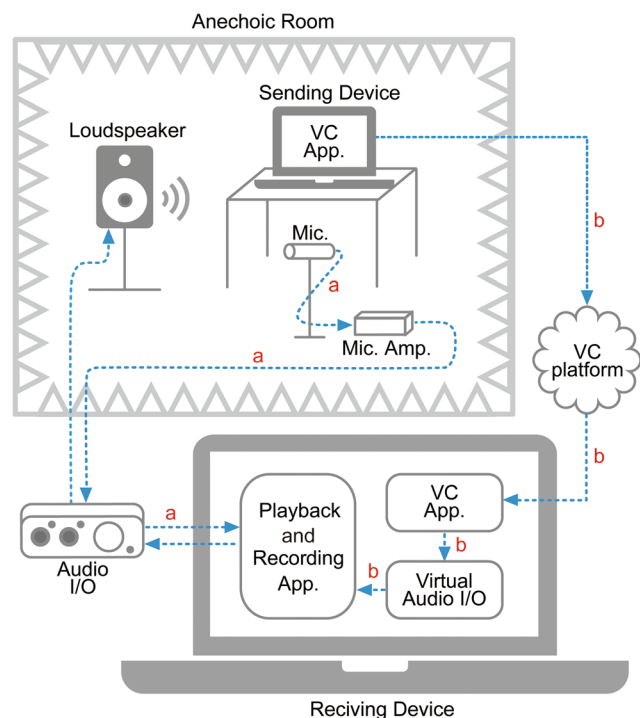 Anechoic Room
Sending Device
Loudspeaker
VC
App.
Mic.
a
b
Mic. Amp.
a
VC
platform
b
a
Playback
and
Recording
App.
VC
App.
b
b
Virtual
Audio I/O
Audio
I/O
Reciving Device